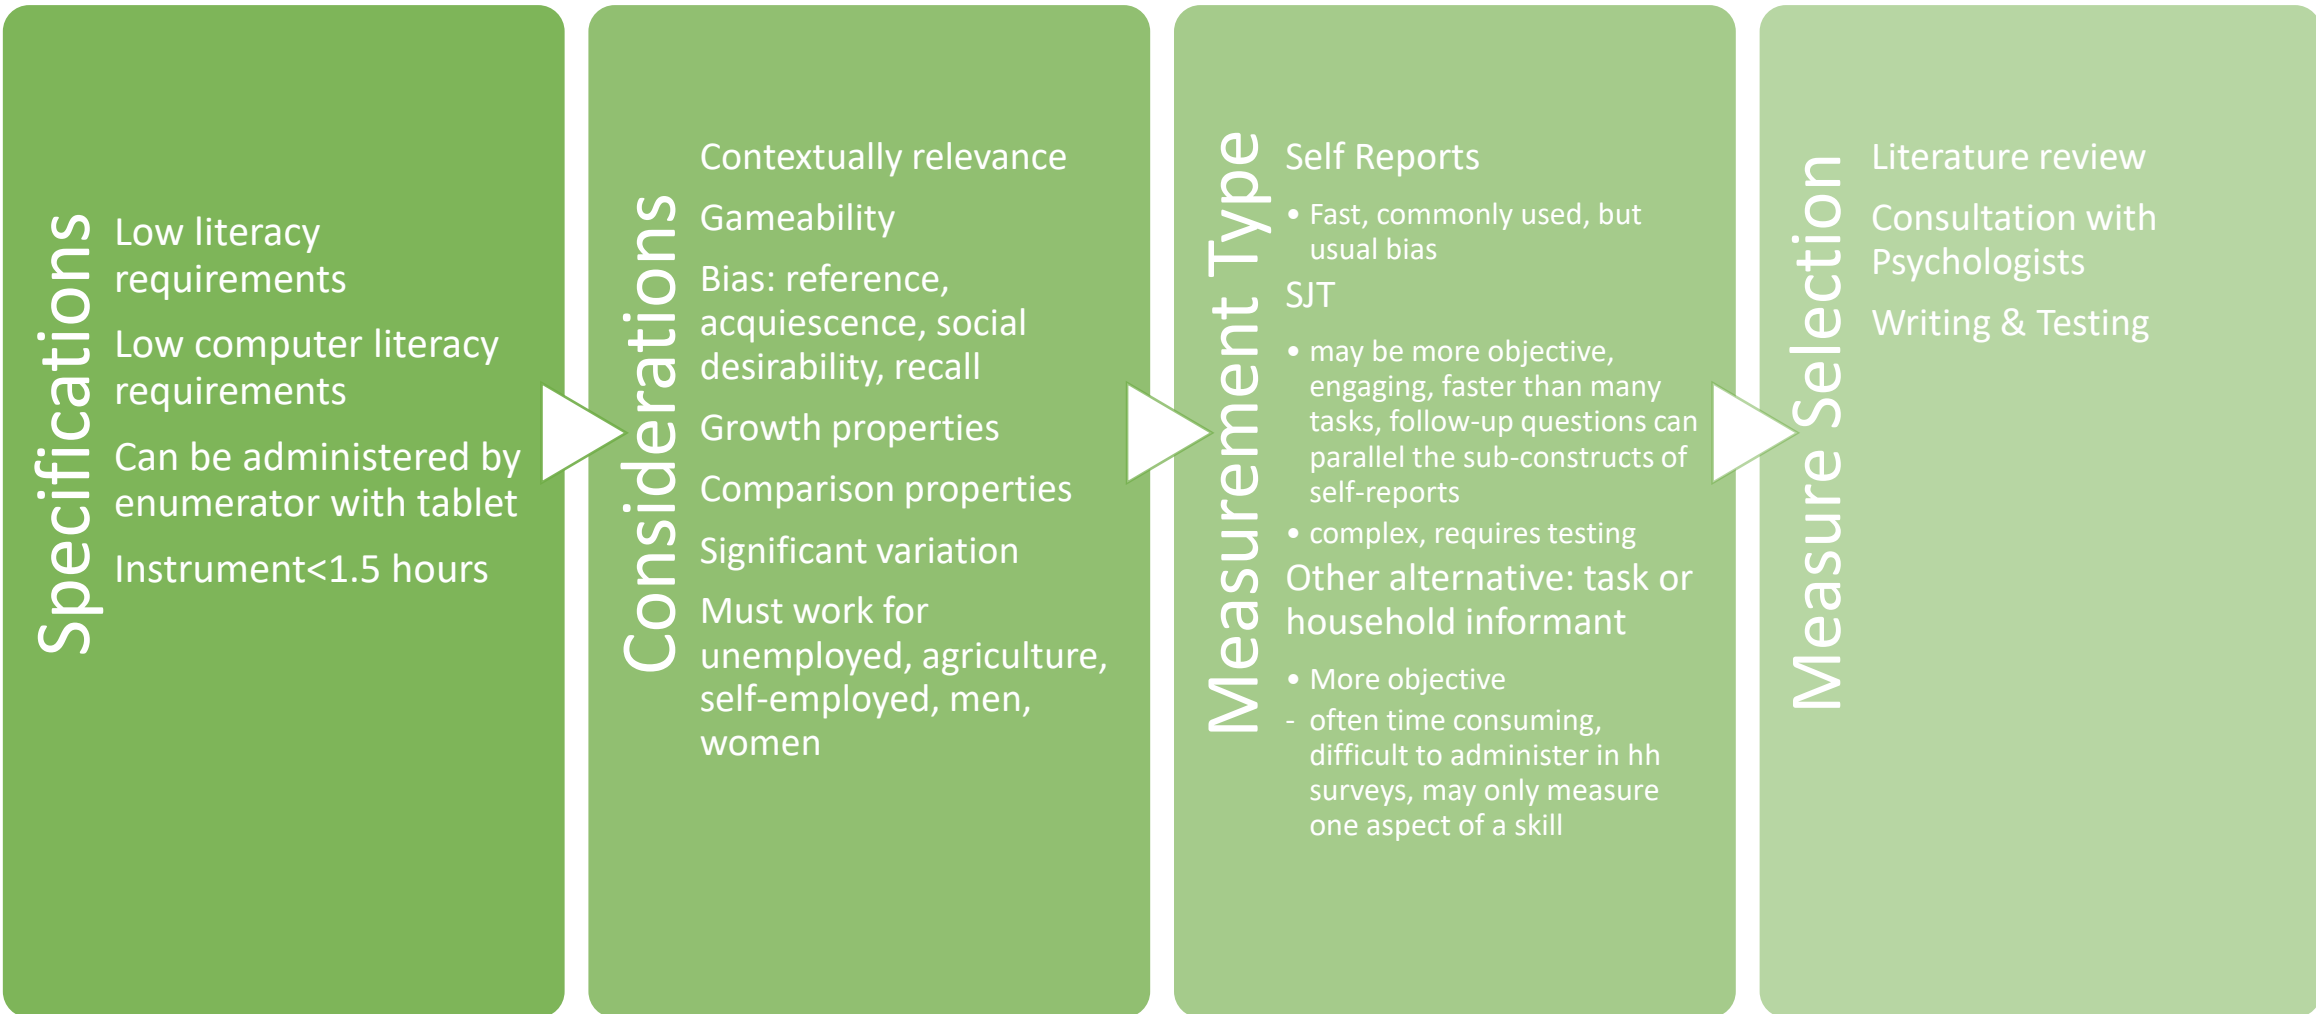 Specifications
Low literacy
requirements
Low computer literacy
requirements
Can be administered by
enumerator with tablet
Instrument<1.5 hours
Considerations
Contextually relevance
Gameability
Bias: reference,
acquiescence, social
desirability, recall
Growth properties
Comparison properties
Significant variation
Must work for
unemployed, agriculture,
self-employed, men,
women
Measurement Type
Self Reports
• Fast, commonly used, but
usual bias
SJT
• may be more objective,
engaging, faster than many
tasks, follow-up questions can
parallel the sub-constructs of
self-reports
• complex, requires testing
Other alternative: task or
household informant
• More objective
- often time consuming,
difficult to administer in hh
surveys, may only measure
one aspect of a skill
Measure Selection
Literature review
Consultation with
Psychologists
Writing & Testing